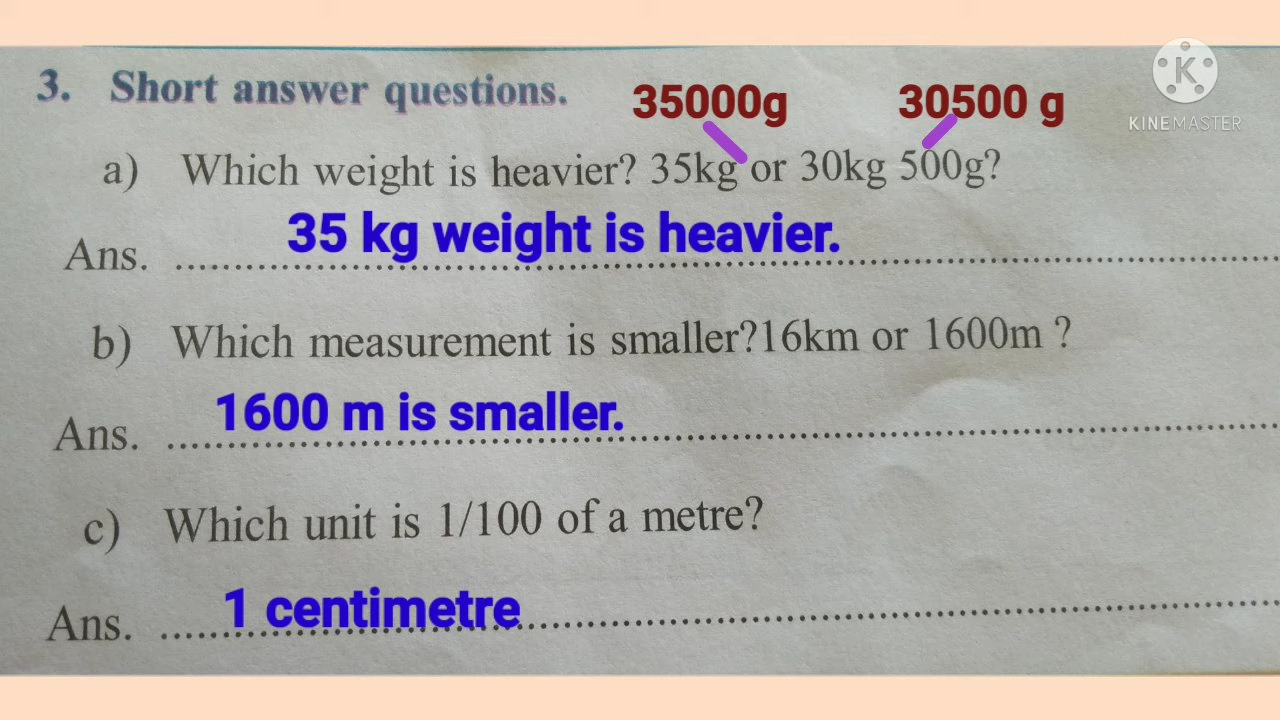 3. Short answer questions.
35000g 30500 g
KINEMASTER
a) Which weight is heavier? 35kg or 30kg 500g?
35 kg weight is heavier.
Ans. ........................................................................
b) Which measurement is smaller?16km or 1600m ?
1600 m is smaller.
Ans. ........................................................................
c) Which unit is 1/100 of a metre?
1 centimetre
Ans. ........................................................................